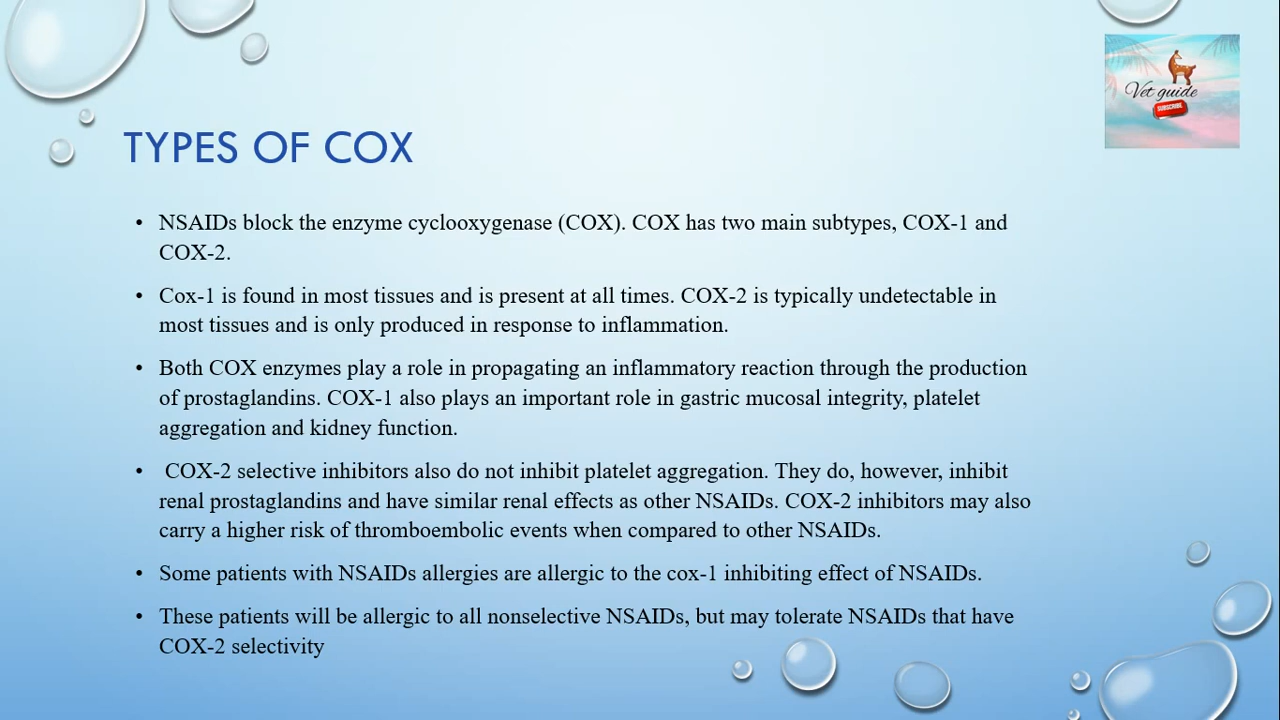 Vet guide
SUBSCRIBE
TYPES OF COX
• NSAIDs block the enzyme cyclooxygenase (COX). COX has two main subtypes, COX-1 and
COX-2.
• Cox-1 is found in most tissues and is present at all times. COX-2 is typically undetectable in
most tissues and is only produced in response to inflammation.
• Both COX enzymes play a role in propagating an inflammatory reaction through the production
of prostaglandins. COX-1 also plays an important role in gastric mucosal integrity, platelet
aggregation and kidney function.
• COX-2 selective inhibitors also do not inhibit platelet aggregation. They do, however, inhibit
renal prostaglandins and have similar renal effects as other NSAIDs. COX-2 inhibitors may also
carry a higher risk of thromboembolic events when compared to other NSAIDs.
• Some patients with NSAIDs allergies are allergic to the cox-1 inhibiting effect of NSAIDs.
• These patients will be allergic to all nonselective NSAIDs, but may tolerate NSAIDs that have
COX-2 selectivity